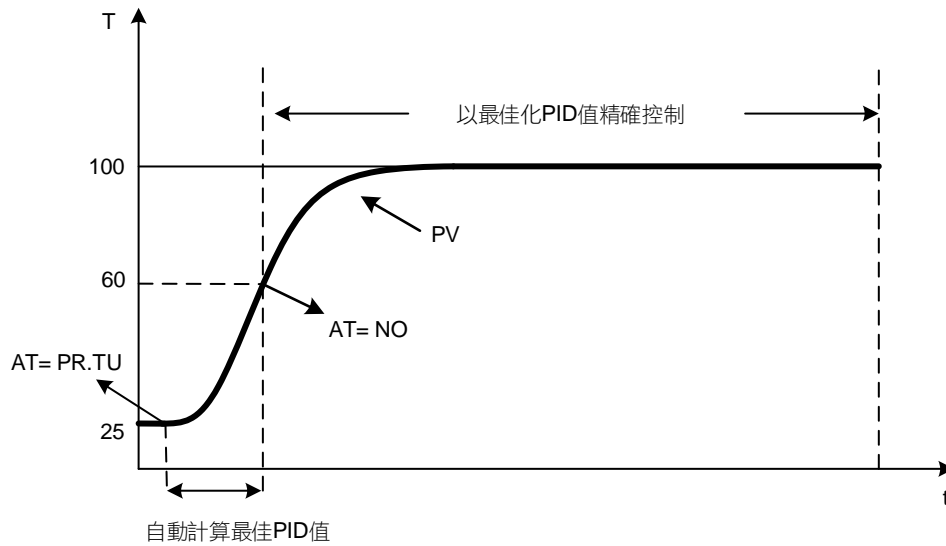 T
以最佳化PID值精確控制
100
PV
60
AT= NO
AT= PR.TU
25
t
自動計算最佳PID值